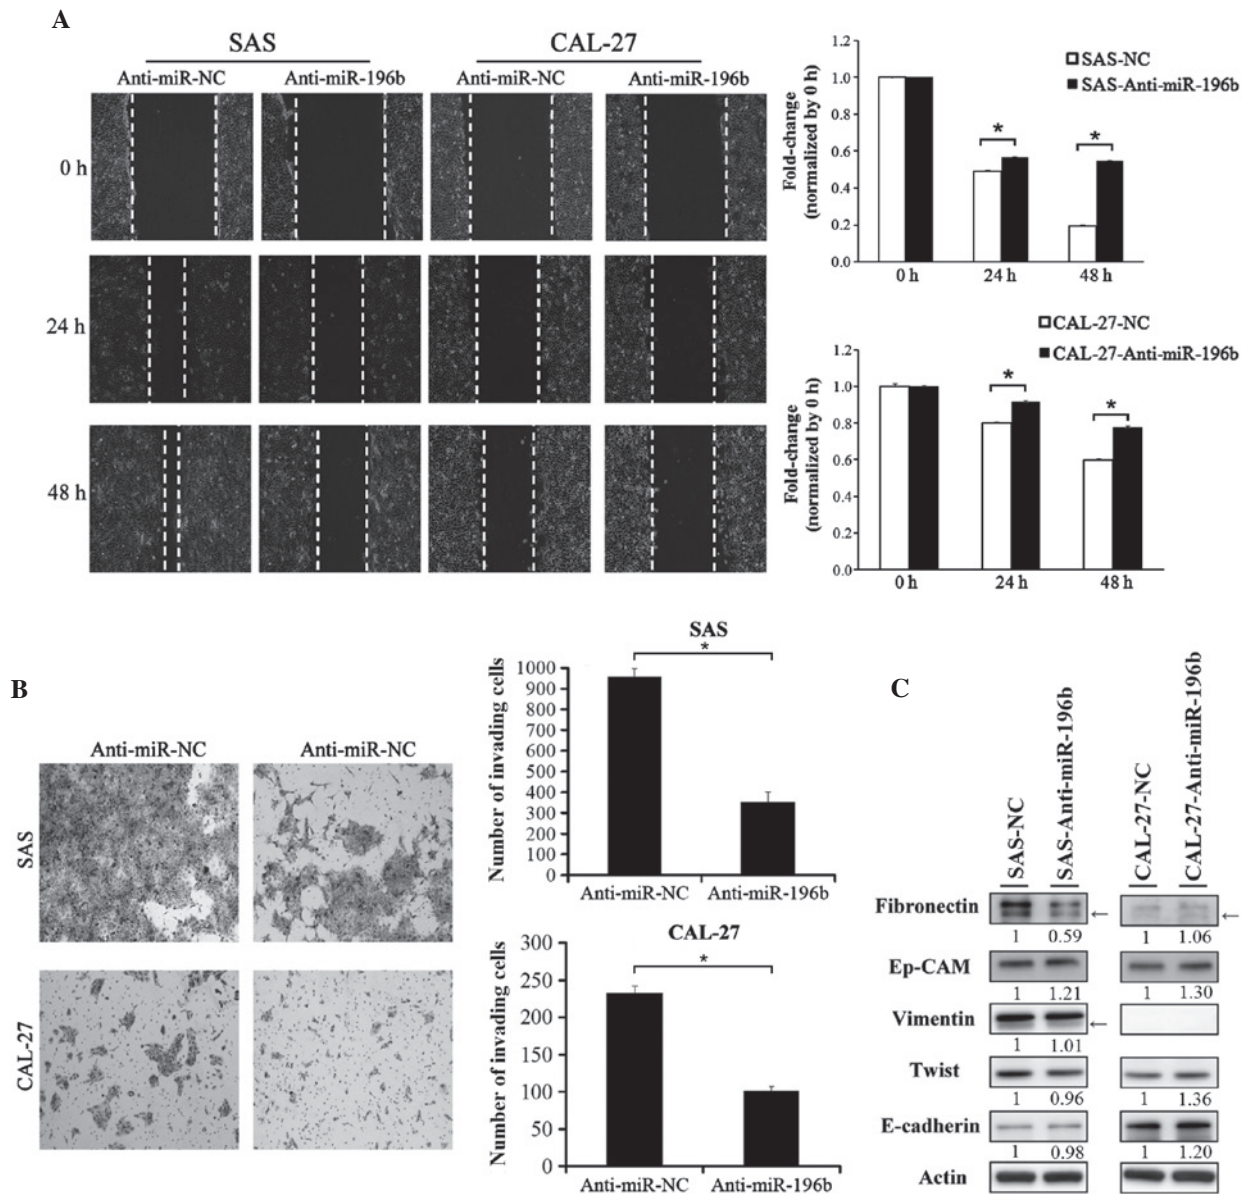 A
SAS
CAL-27
Anti-miR-NC
Anti-miR-196b
Anti-miR-NC
Anti-miR-196b
0 h
24 h
48 h
Fold-change
(normalized by 0 h)
1.2
1.0
0.8
0.6
0.4
0.2
0.0
SAS-NC
SAS-Anti-miR-196b
*
*
0 h
24 h
48 h
Fold-change
(normalized by 0 h)
1.2
1.0
0.8
0.6
0.4
0.2
0.0
CAL-27-NC
CAL-27-Anti-miR-196b
*
*
0 h
24 h
48 h
B
Anti-miR-NC
Anti-miR-NC
SAS
CAL-27
SAS
*
Number of invading cells
1000
900
800
700
600
500
400
300
200
100
0
Anti-miR-NC
Anti-miR-196b
CAL-27
*
Number of invading cells
300
250
200
150
100
50
0
Anti-miR-NC
Anti-miR-196b
C
SAS-NC
SAS-Anti-miR-196b
CAL-27-NC
CAL-27-Anti-miR-196b
Fibronectin ← ←
1 0.59 1 1.06
Ep-CAM
1 1.21 1 1.30
Vimentin ←
1 1.01
Twist
1 0.96 1 1.36
E-cadherin
1 0.98 1 1.20
Actin